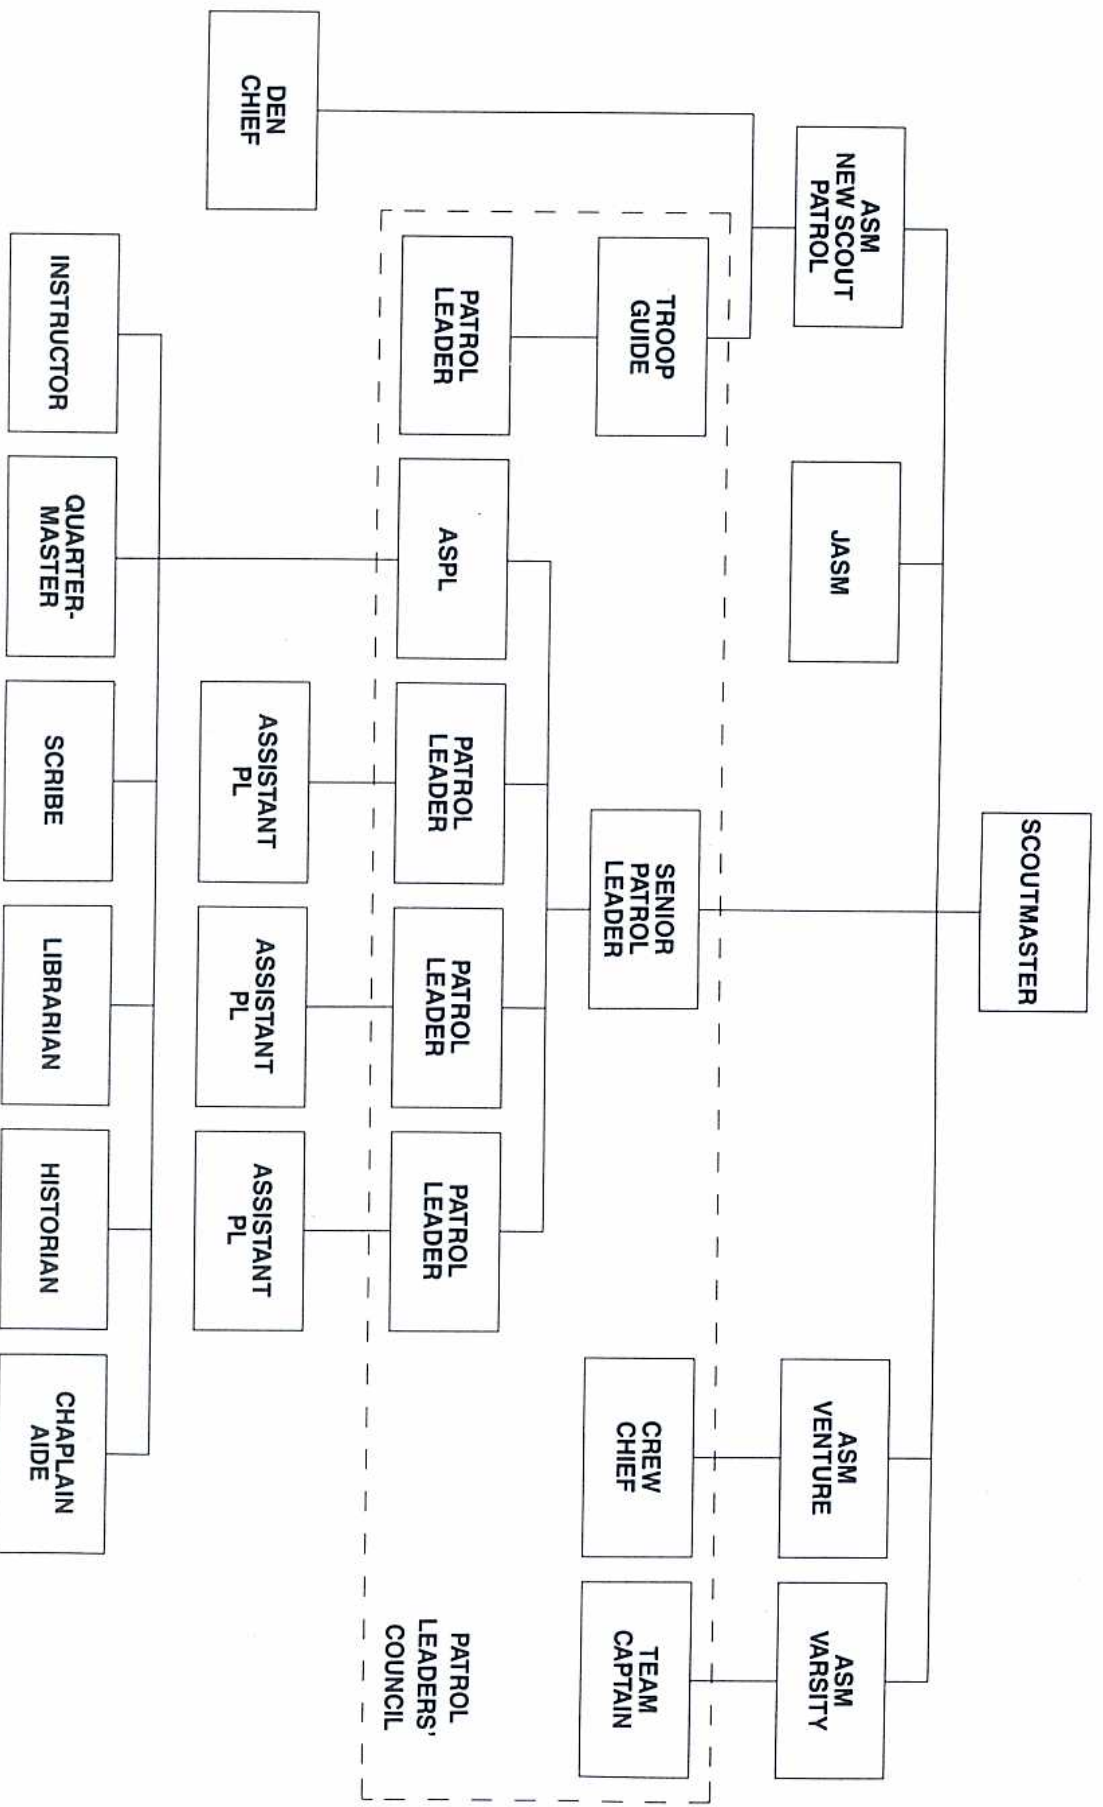 SCOUTMASTER
ASM
NEW SCOUT
PATROL
JASM
ASM
VENTURE
ASM
VARSITY
TROOP
GUIDE
SENIOR
PATROL
LEADER
CREW
CHIEF
TEAM
CAPTAIN
PATROL
LEADER
ASPL
PATROL
LEADER
PATROL
LEADER
PATROL
LEADER
PATROL
LEADERS'
COUNCIL
DEN
CHIEF
ASSISTANT
PL
ASSISTANT
PL
ASSISTANT
PL
INSTRUCTOR
QUARTER-
MASTER
SCRIBE
LIBRARIAN
HISTORIAN
CHAPLAIN
AIDE